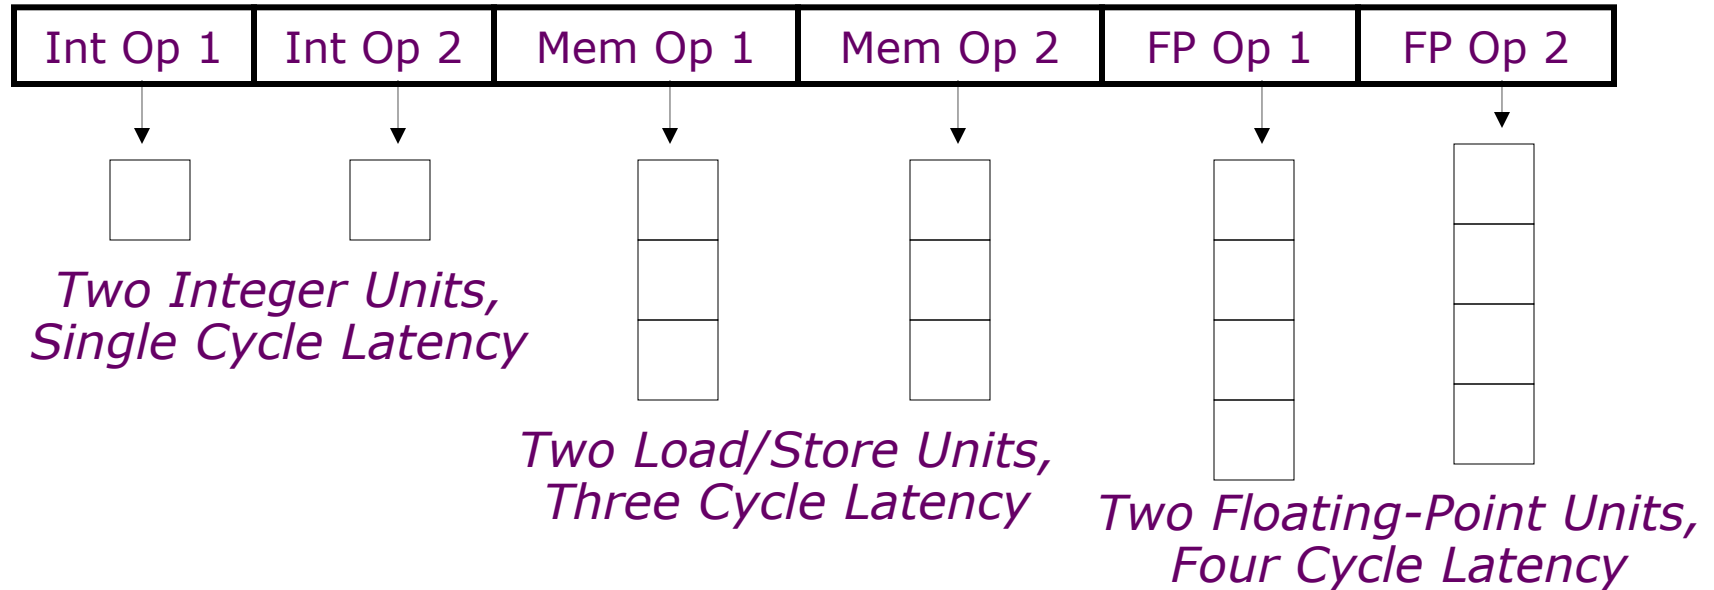 Int Op 1 Int Op 2 Mem Op 1 Mem Op 2 FP Op 1 FP Op 2
Two Integer Units,
Single Cycle Latency
Two Load/Store Units,
Three Cycle Latency
Two Floating-Point Units,
Four Cycle Latency